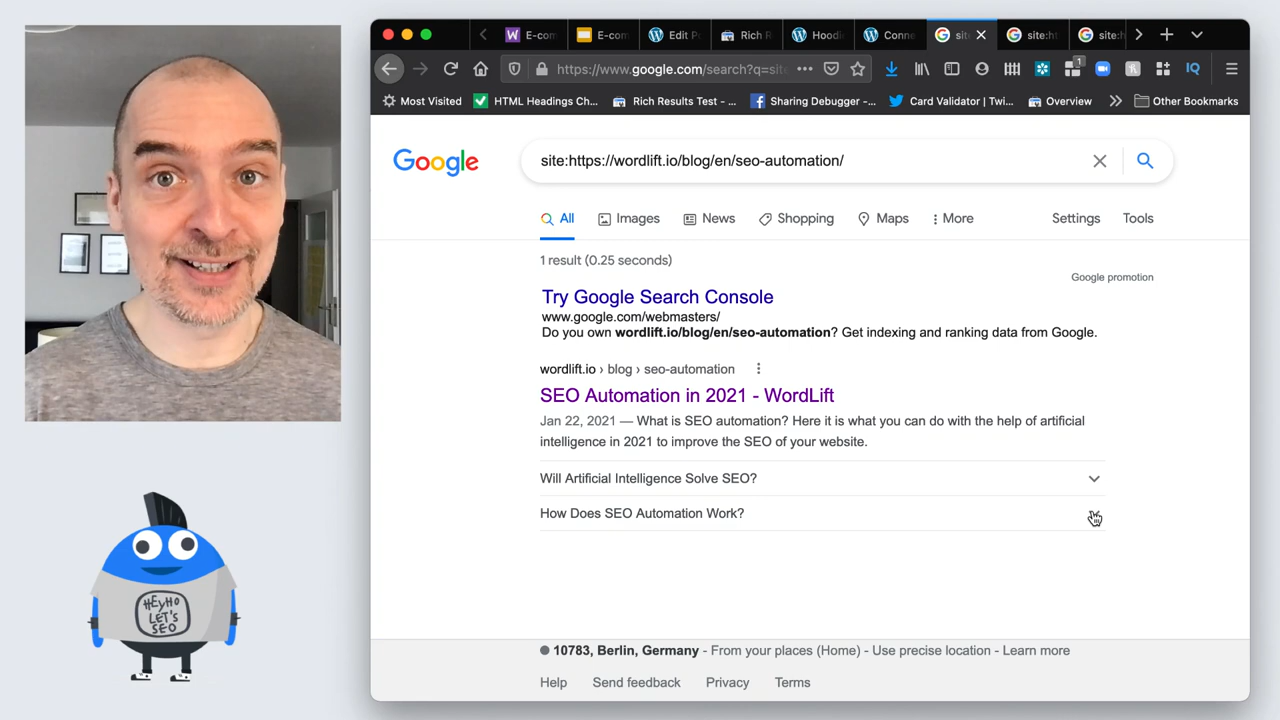 E-com
E-com
Edit P
Rich R
Hoodi
Conne
sit
site:h
site:h
https://www.google.com/search?q=sit
1
IQ
Most Visited
HTML Headings Ch...
Rich Results Test - ...
Sharing Debugger -...
Card Validator | Twi...
Overview
Other Bookmarks
Google
site:https://wordlift.io/blog/en/seo-automation/
All
Images
News
Shopping
Maps
More
Settings
Tools
1 result (0.25 seconds)
Google promotion
Try Google Search Console
www.google.com/webmasters/
Do you own wordlift.io/blog/en/seo-automation? Get indexing and ranking data from Google.
wordlift.io › blog › seo-automation
SEO Automation in 2021 - WordLift
Jan 22, 2021 — What is SEO automation? Here it is what you can do with the help of artificial
intelligence in 2021 to improve the SEO of your website.
Will Artificial Intelligence Solve SEO?
How Does SEO Automation Work?
10783, Berlin, Germany - From your places (Home) - Use precise location - Learn more
Help
Send feedback
Privacy
Terms
HEYHO
LET'S
SEO